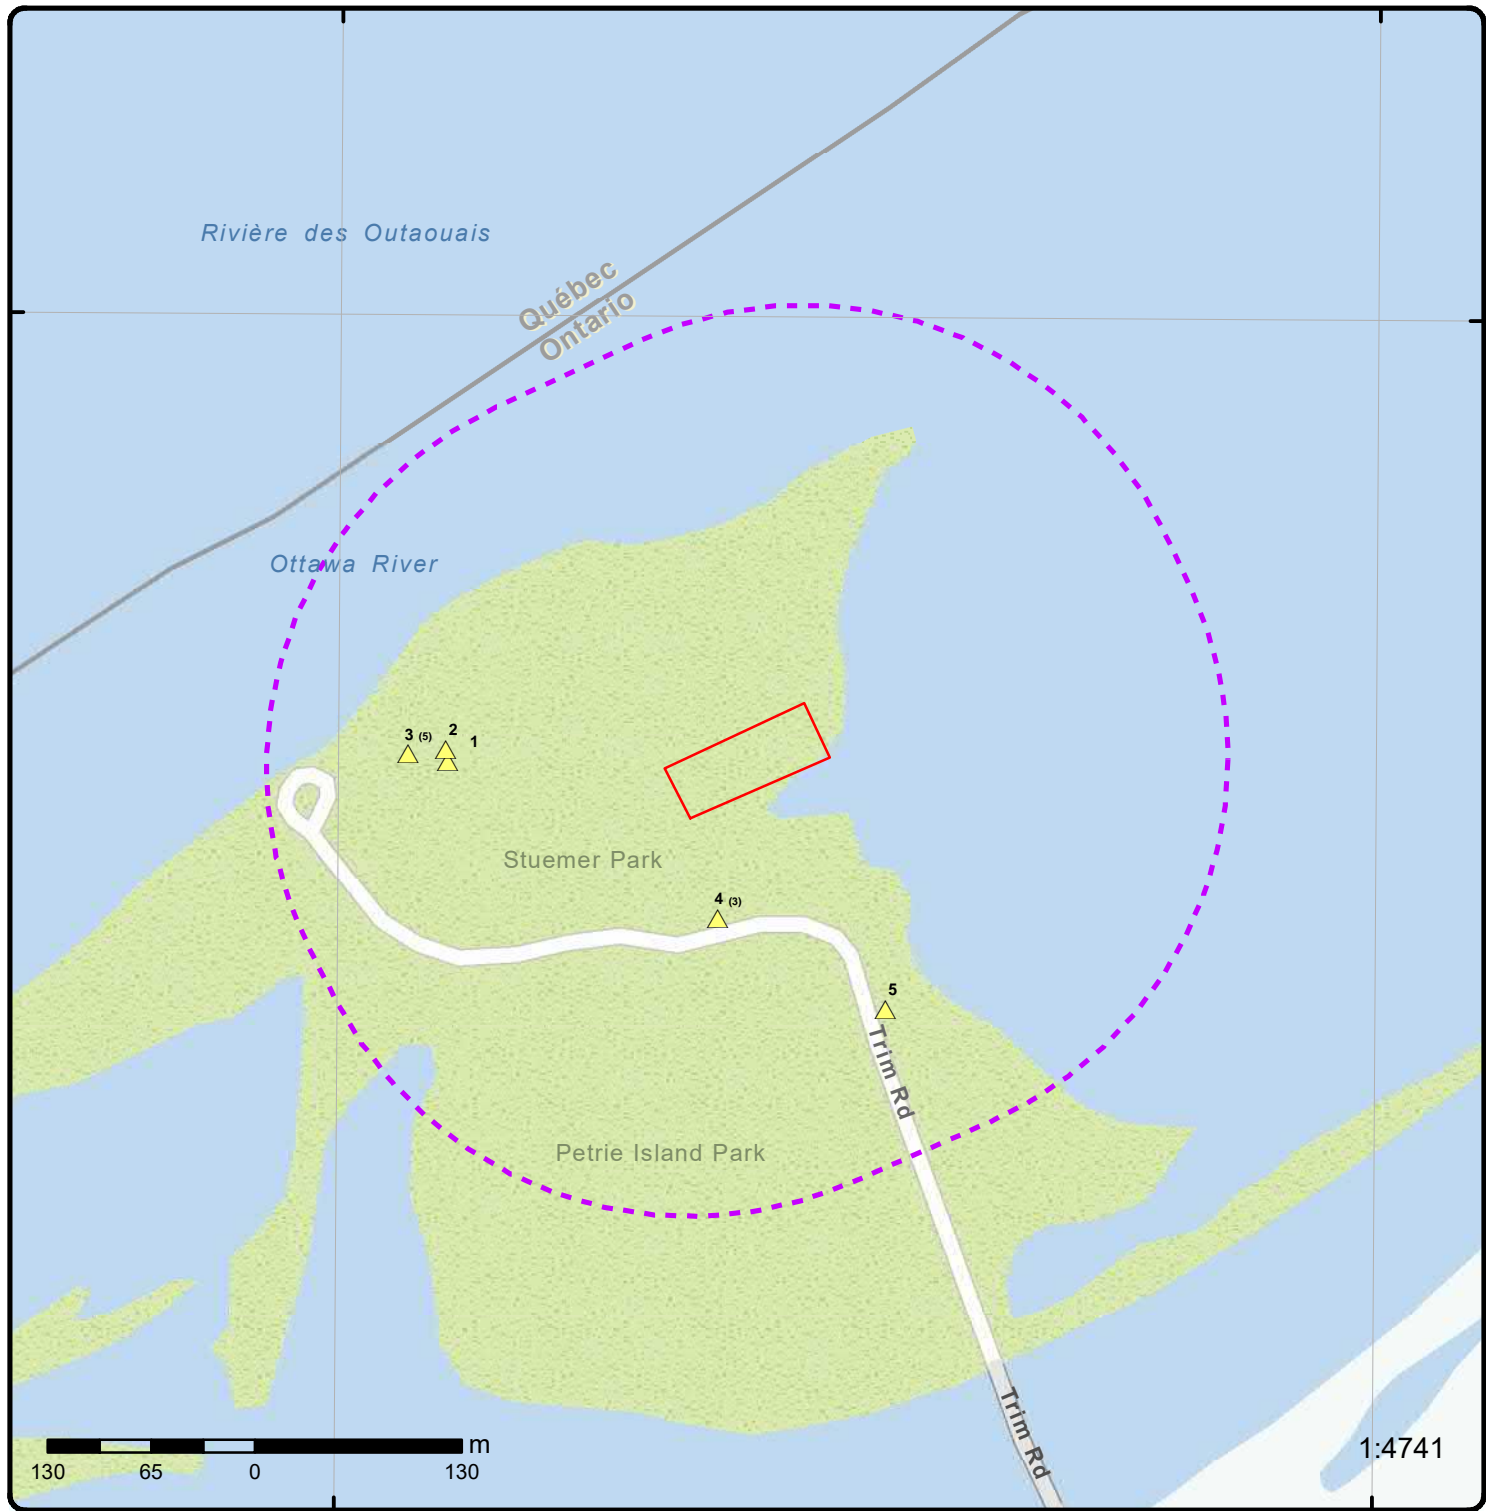 Rivière des Outaouais
Québec
Ontario
Ottawa River
3 (5)
2
1
Stuemer Park
4 (3)
5
Trim Rd
Petrie Island Park
Trim Rd
m
130 65 0 130
1:4741